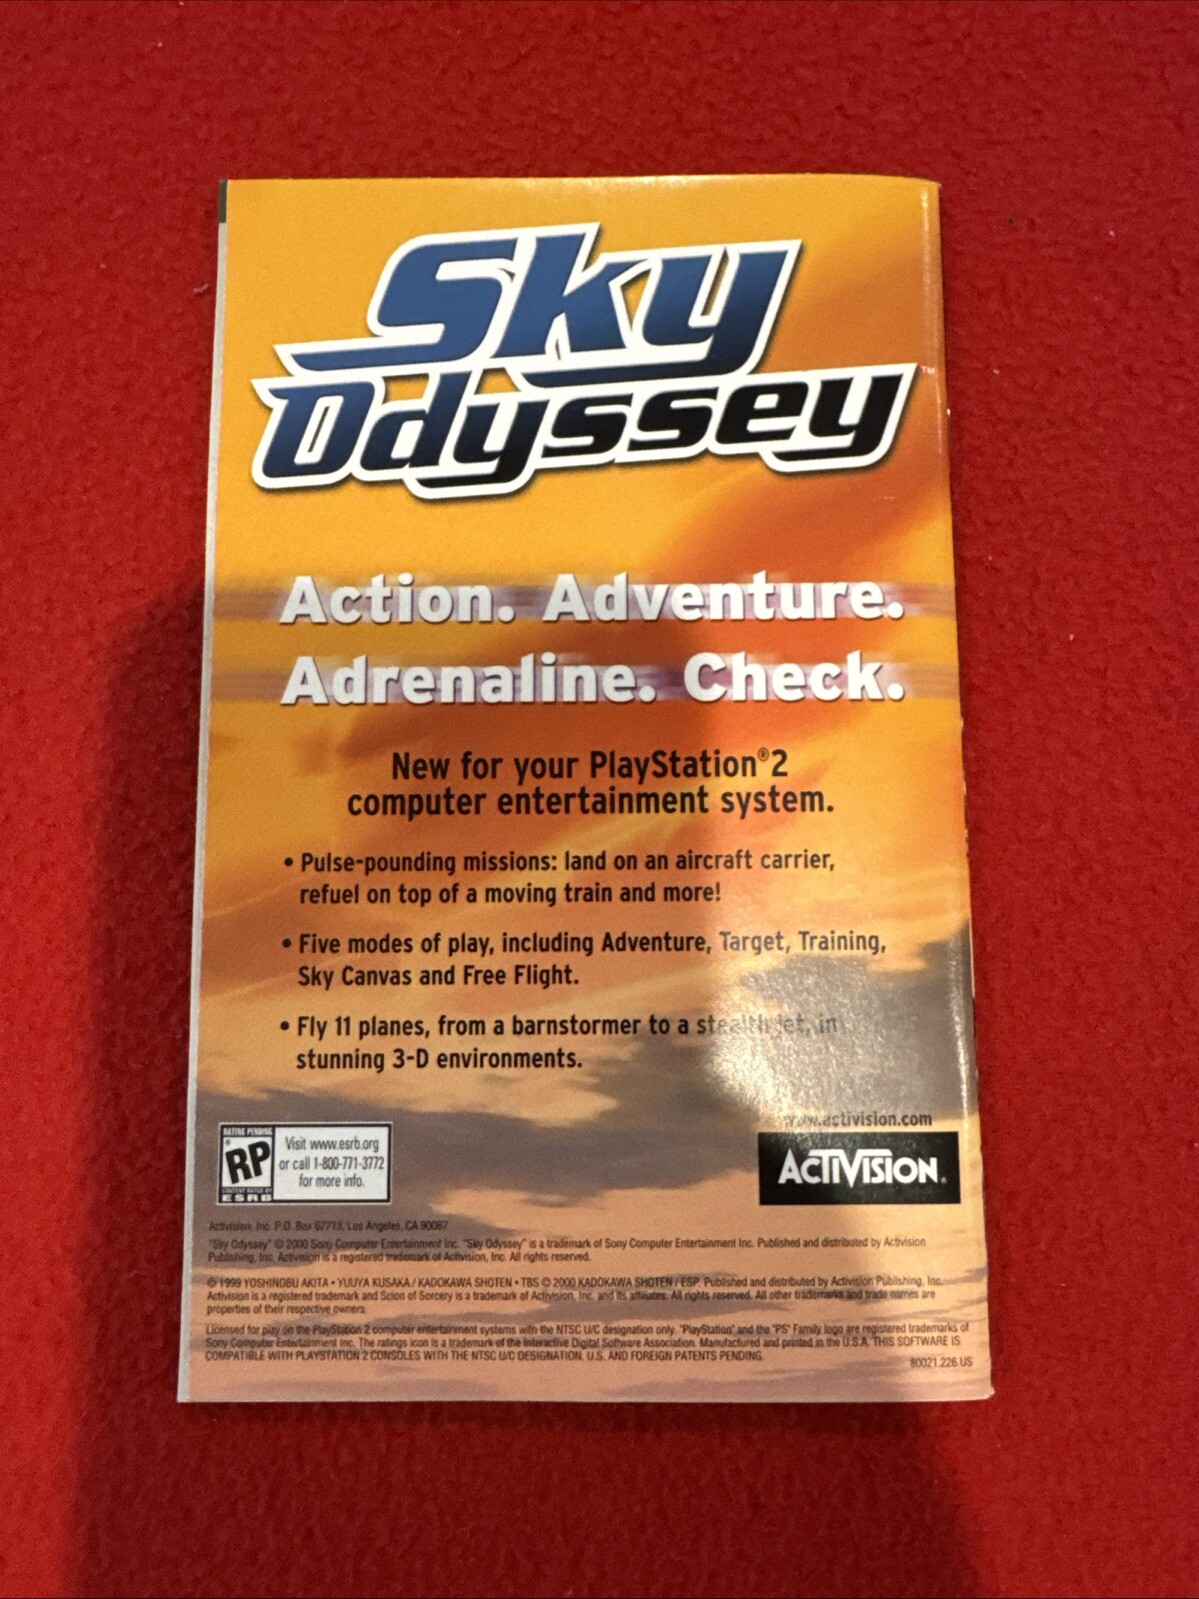 Sky
Odyssey™
Action. Adventure.
Adrenaline. Check.
New for your PlayStation®2
computer entertainment system.
• Pulse-pounding missions: land on an aircraft carrier,
refuel on top of a moving train and more!
• Five modes of play, including Adventure, Target, Training,
Sky Canvas and Free Flight.
• Fly 11 planes, from a barnstormer to a stealth jet, in
stunning 3-D environments.
www.activision.com
RATING PENDING
RP
CONTENT RATED BY
ESRB
Visit www.esrb.org
or call 1-800-771-3772
for more info.
ACTIVISION.
Activision, Inc. P.O. Box 67713, Los Angeles, CA 90067
"Sky Odyssey" © 2000 Sony Computer Entertainment Inc. "Sky Odyssey" is a trademark of Sony Computer Entertainment Inc. Published and distributed by Activision
Publishing, Inc. Activision is a registered trademark of Activision, Inc. All rights reserved.
© 1999 YOSHINOBU AKITA • YUUYA KUSAKA / KADOKAWA SHOTEN • TBS © 2000 KADOKAWA SHOTEN / ESP. Published and distributed by Activision Publishing, Inc.
Activision is a registered trademark and Scion of Sorcery is a trademark of Activision, Inc. and its affiliates. All rights reserved. All other trademarks and trade names are
properties of their respective owners.
Licensed for play on the PlayStation 2 computer entertainment systems with the NTSC U/C designation only. "PlayStation" and the "PS" Family logo are registered trademarks of
Sony Computer Entertainment Inc. The ratings icon is a trademark of the Interactive Digital Software Association. Manufactured and printed in the U.S.A. THIS SOFTWARE IS
COMPATIBLE WITH PLAYSTATION 2 CONSOLES WITH THE NTSC U/C DESIGNATION. U.S. AND FOREIGN PATENTS PENDING.
80021.226.US